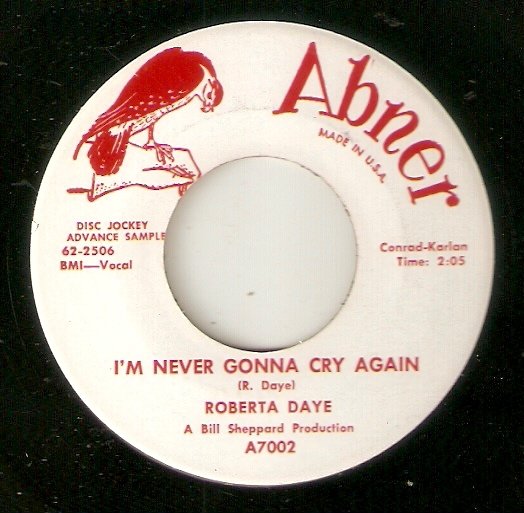 Abner
MADE IN U.S.A.
DISC JOCKEY
ADVANCE SAMPLE
62-2506
BMI—Vocal
Conrad-Karlan
Time: 2:05
I'M NEVER GONNA CRY AGAIN
(R. Daye)
ROBERTA DAYE
A Bill Sheppard Production
A7002